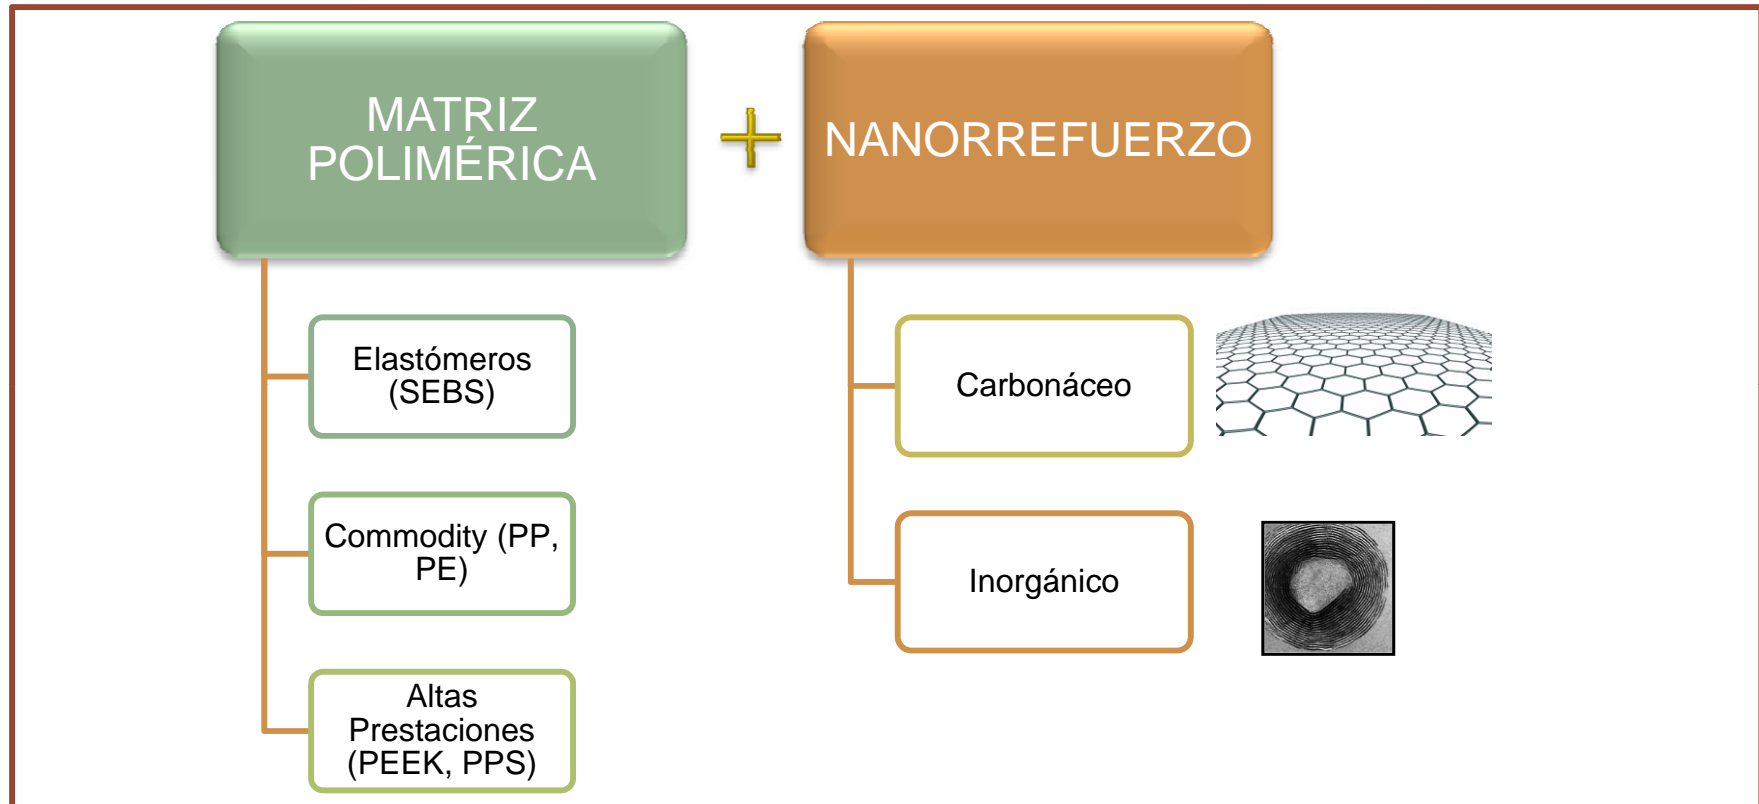 MATRIZ
POLIMÉRICA
NANORREFUERZO
Elastómeros
(SEBS)
Commodity (PP,
PE)
Altas
Prestaciones
(PEEK, PPS)
Carbonáceo
Inorgánico